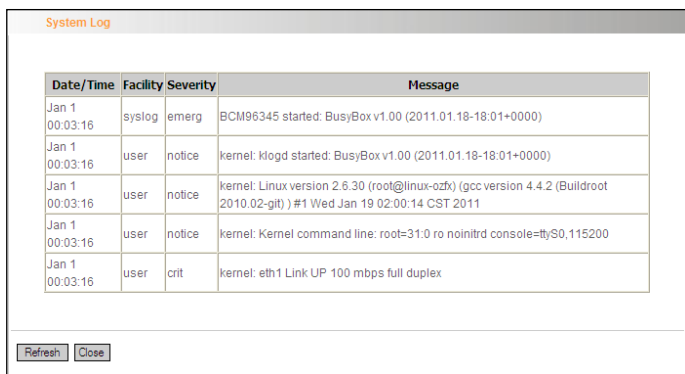 System Log
Date/Time Facility Severity Message
Jan 1 00:03:16 syslog emerg BCM96345 started: BusyBox v1.00 (2011.01.18-18:01+0000)
Jan 1 00:03:16 user notice kernel: klogd started: BusyBox v1.00 (2011.01.18-18:01+0000)
Jan 1 00:03:16 user notice kernel: Linux version 2.6.30 (root@linux-ozfx) (gcc version 4.4.2 (Buildroot
2010.02-git) ) #1 Wed Jan 19 02:00:14 CST 2011
Jan 1 00:03:16 user notice kernel: Kernel command line: root=31:0 ro noinitrd console=ttyS0,115200
Jan 1 00:03:16 user crit kernel: eth1 Link UP 100 mbps full duplex
Refresh Close